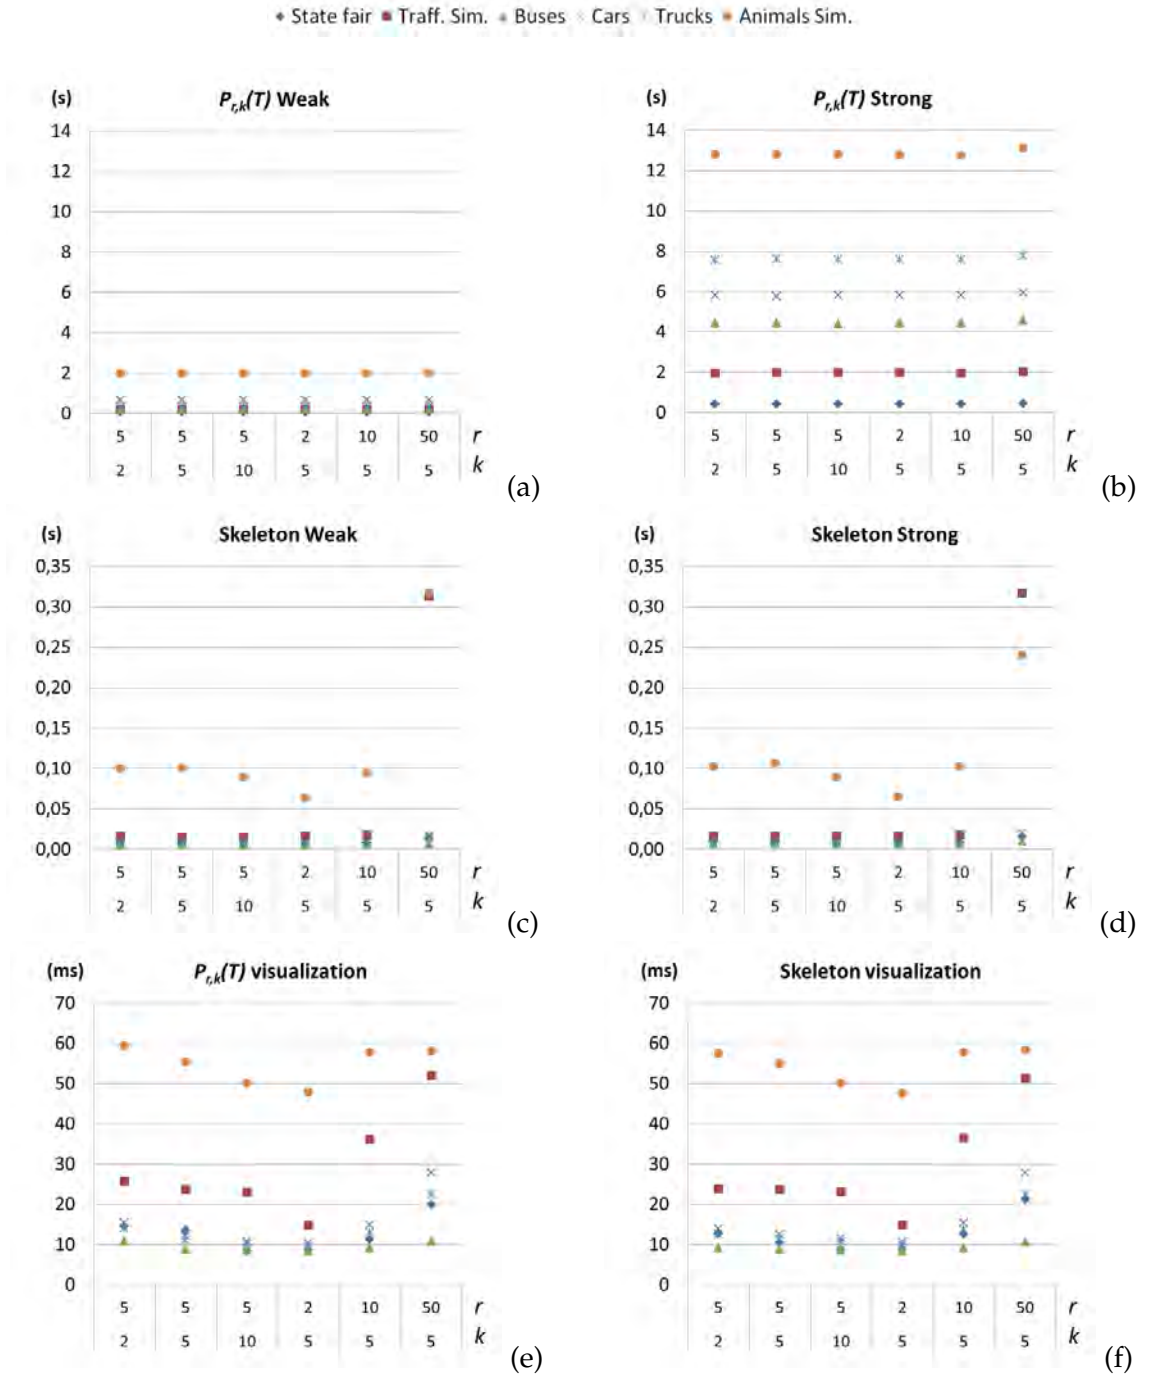 State fair Traff. Sim. Buses Cars Trucks Animals Sim.
(s) P_{r,k}(T) Weak
14
12
10
8
6
4
2
0
5 5 5 2 10 50 r
2 5 10 5 5 5 k
(a)
(s) P_{r,k}(T) Strong
14
12
10
8
6
4
2
0
5 5 5 2 10 50 r
2 5 10 5 5 5 k
(b)
(s) Skeleton Weak
0,35
0,30
0,25
0,20
0,15
0,10
0,05
0,00
5 5 5 2 10 50 r
2 5 10 5 5 5 k
(c)
(s) Skeleton Strong
0,35
0,30
0,25
0,20
0,15
0,10
0,05
0,00
5 5 5 2 10 50 r
2 5 10 5 5 5 k
(d)
(ms) P_{r,k}(T) visualization
70
60
50
40
30
20
10
0
5 5 5 2 10 50 r
2 5 10 5 5 5 k
(e)
(ms) Skeleton visualization
70
60
50
40
30
20
10
0
5 5 5 2 10 50 r
2 5 10 5 5 5 k
(f)